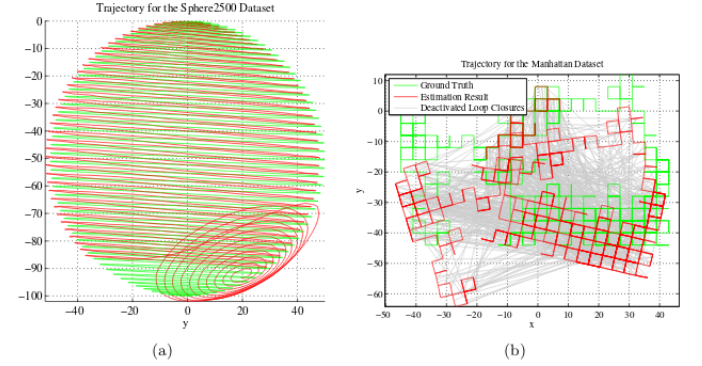 Trajectory for the Sphere2500 Dataset
0
−10
−20
−30
−40
−50
−60
−70
−80
−90
−100
−40 −20 0 20 40
y
(a)
Trajectory for the Manhattan Dataset
Ground Truth
Estimation Result
Deactivated Loop Closures
10
0
−10
−20
−30
−40
−50
−60
y
−50 −40 −30 −20 −10 0 10 20 30 40
x
(b)